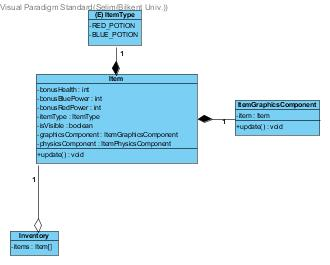 Visual Paradigm Standard(Selim(Bilkent Univ.))
(E) ItemType
-RED_POTION
-BLUE_POTION
1
Item
-bonusHealth : int
-bonusBluePower : int
-bonusRedPower : int
-itemType : ItemType
-isVisible : boolean
-graphicsComponent : ItemGraphicsComponent
-physicsComponent : ItemPhysicsComponent
+update() : void
ItemGraphicsComponent
-item : Item
+update() : void
1
1
Inventory
-items : Item[]